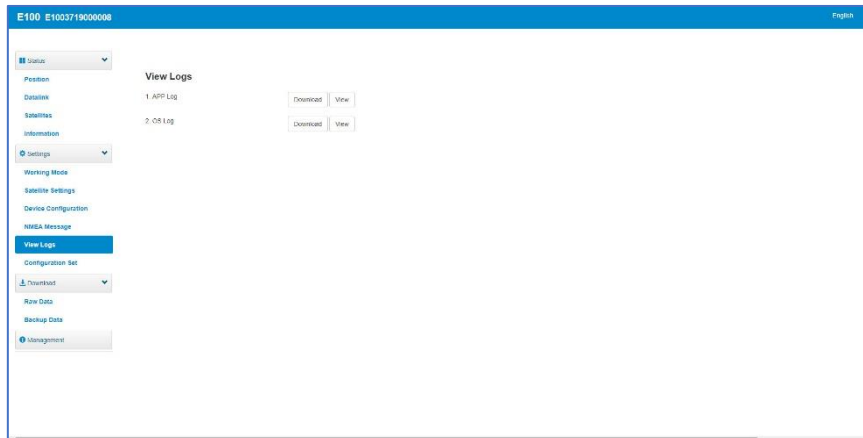 E100 E1003719000008
English
Status
Position
Datalink
Satellites
Information
Settings
Working Mode
Satellite Settings
Device Configuration
NMEA Message
View Logs
Configuration Set
Download
Raw Data
Backup Data
Management
View Logs
1. APP Log
Download View
2. OS Log
Download View